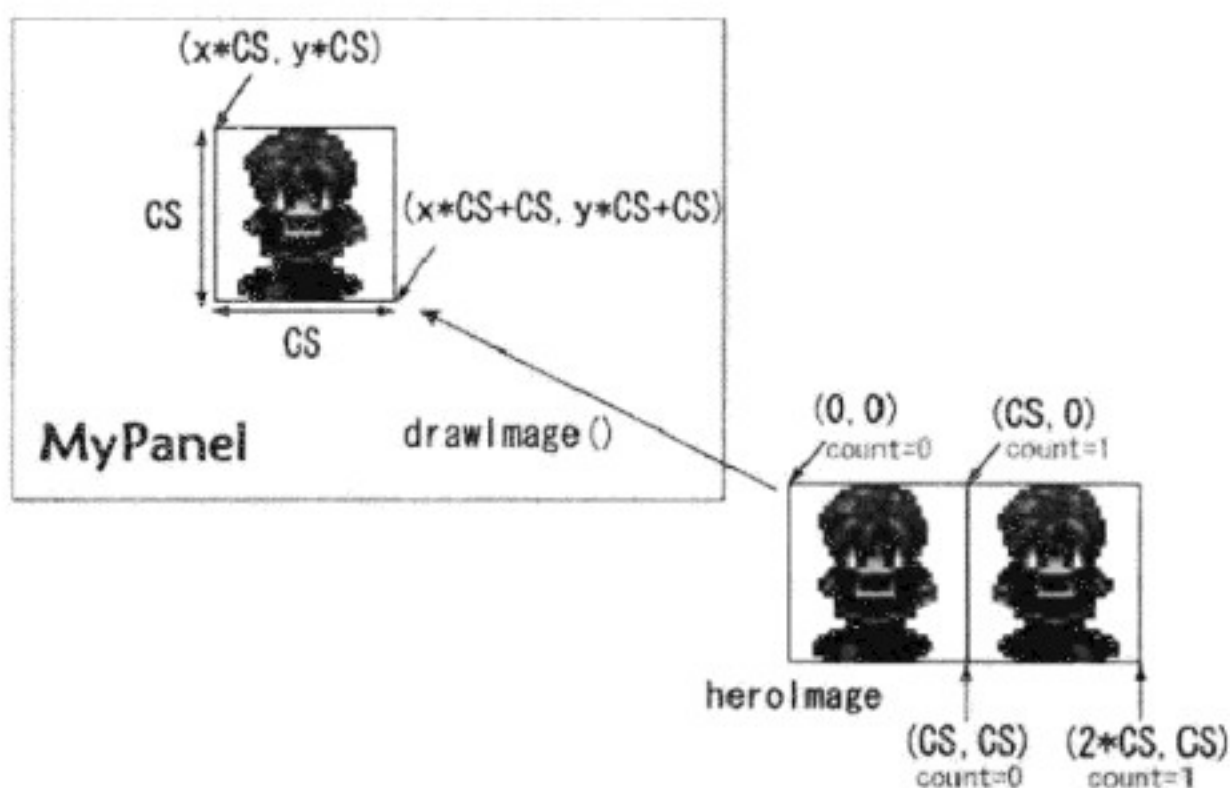 (x*CS, y*CS)
CS
(x*CS+CS, y*CS+CS)
CS
MyPanel
drawImage()
(0, 0)
count=0
(CS, 0)
count=1
heroImage
(CS, CS)
count=0
(2*CS, CS)
count=1